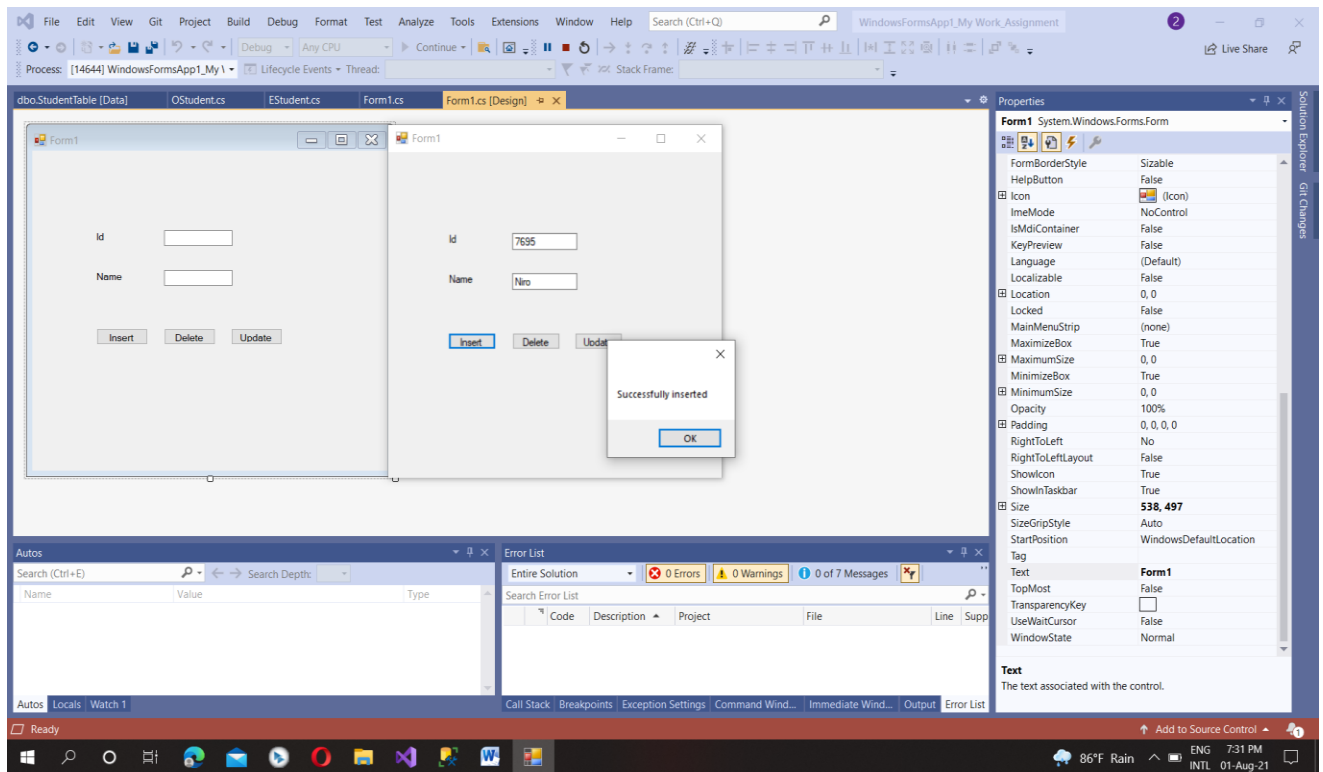 File Edit View Git Project Build Debug Format Test Analyze Tools Extensions Window Help Search (Ctrl+Q) WindowsFormsApp1_My Work_Assignment 2
Debug Any CPU Continue Live Share
Process: [14644] WindowsFormsApp1_My \ Lifecycle Events Thread: Stack Frame:
dbo.StudentTable [Data] OStudent.cs EStudent.cs Form1.cs Form1.cs [Design]
Form1
Id
Name
Insert Delete Update
Form1
Id 7695
Name Niro
Insert Delete Updat
Successfully inserted
OK
Properties
Form1 System.Windows.Forms.Form
FormBorderStyle Sizable
HelpButton False
Icon (Icon)
ImeMode NoControl
IsMdiContainer False
KeyPreview False
Language (Default)
Localizable False
Location 0, 0
Locked False
MainMenuStrip (none)
MaximizeBox True
MaximumSize 0, 0
MinimizeBox True
MinimumSize 0, 0
Opacity 100%
Padding 0, 0, 0, 0
RightToLeft No
RightToLeftLayout False
ShowIcon True
ShowInTaskbar True
Size 538, 497
SizeGripStyle Auto
StartPosition WindowsDefaultLocation
Tag
Text Form1
TopMost False
TransparencyKey
UseWaitCursor False
WindowState Normal
Text
The text associated with the control.
Solution Explorer
Git Changes
Autos
Search (Ctrl+E) Search Depth:
Name Value Type
Autos Locals Watch 1
Error List
Entire Solution 0 Errors 0 Warnings 0 of 7 Messages
Search Error List
Code Description Project File Line Supp
Call Stack Breakpoints Exception Settings Command Wind... Immediate Wind... Output Error List
Ready Add to Source Control 1
86°F Rain ENG 7:31 PM
INTL 01-Aug-21